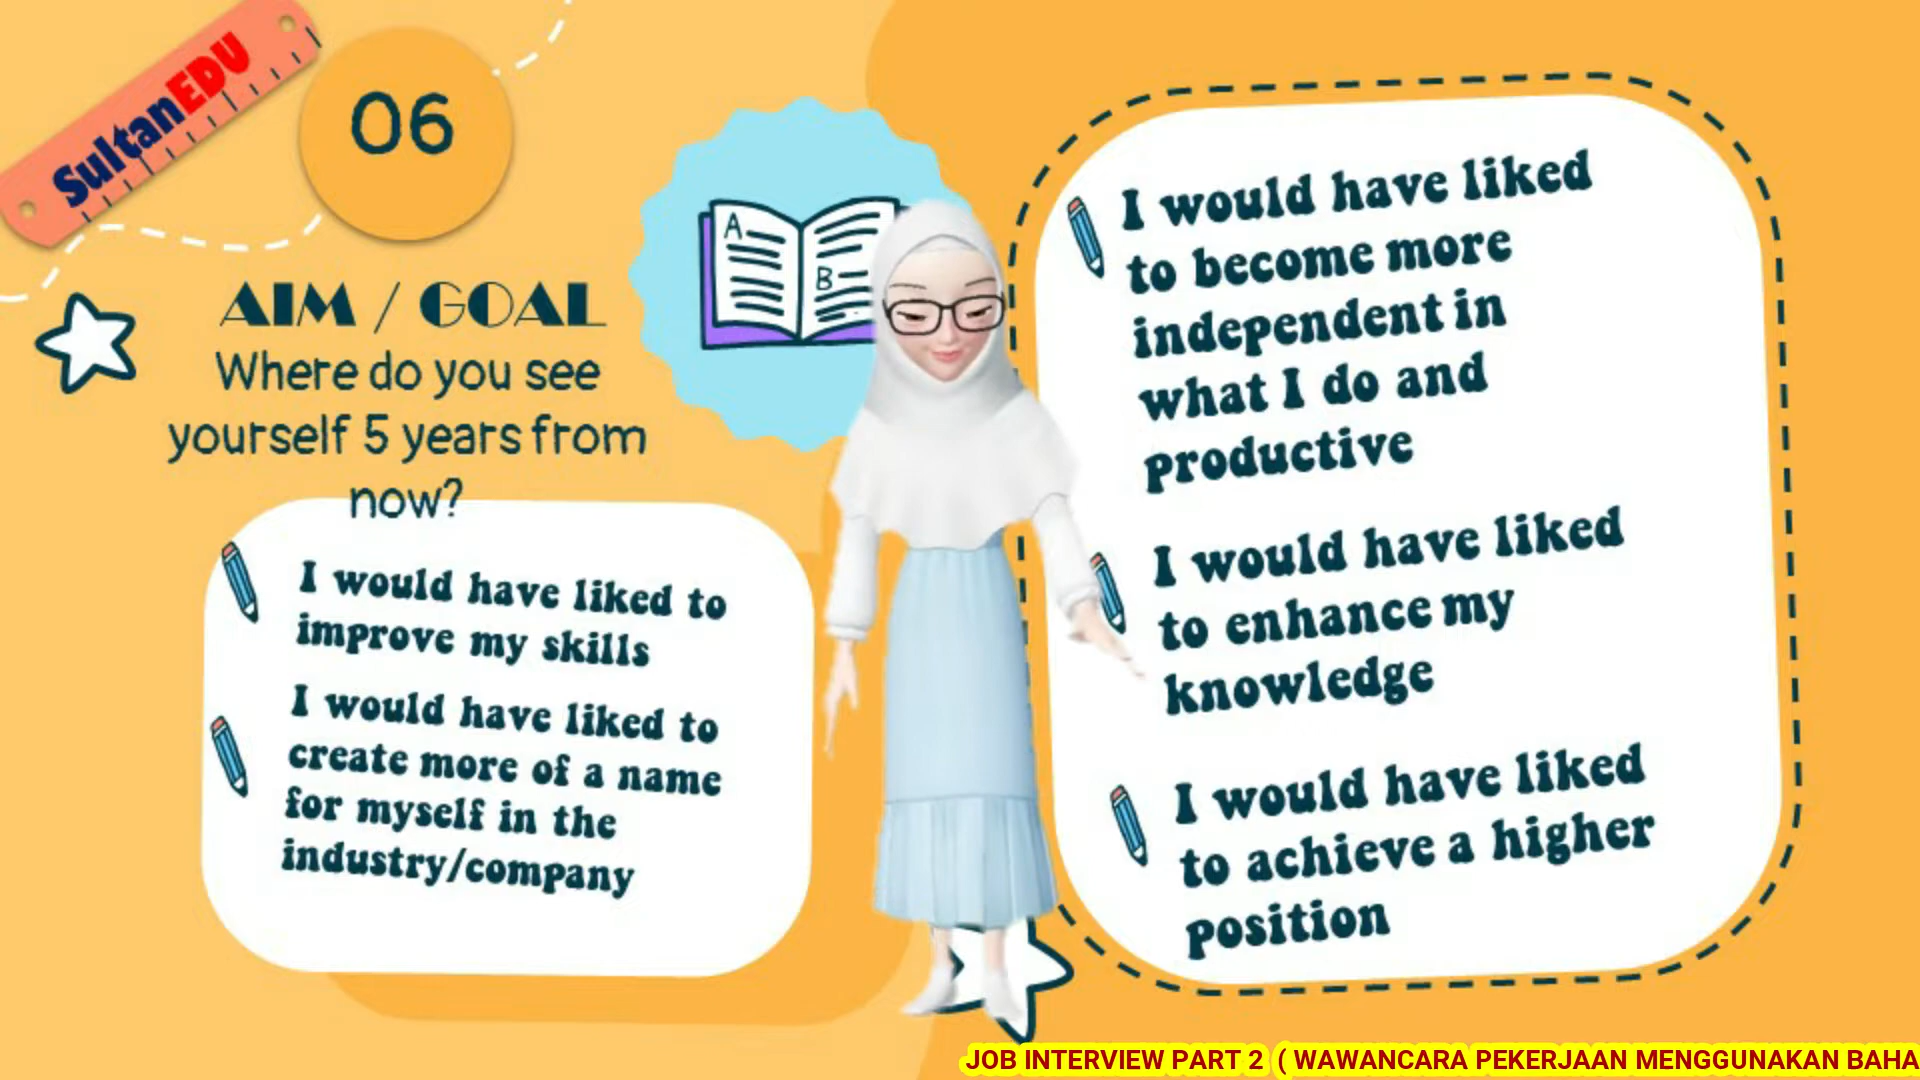 SultanEDU
06
AIM / GOAL
Where do you see
yourself 5 years from
now?
I would have liked to
improve my skills
I would have liked to
create more of a name
for myself in the
industry/company
A
B
I would have liked
to become more
independent in
what I do and
productive
I would have liked
to enhance my
knowledge
I would have liked
to achieve a higher
position
JOB INTERVIEW PART 2 ( WAWANCARA PEKERJAAN MENGGUNAKAN BAHA